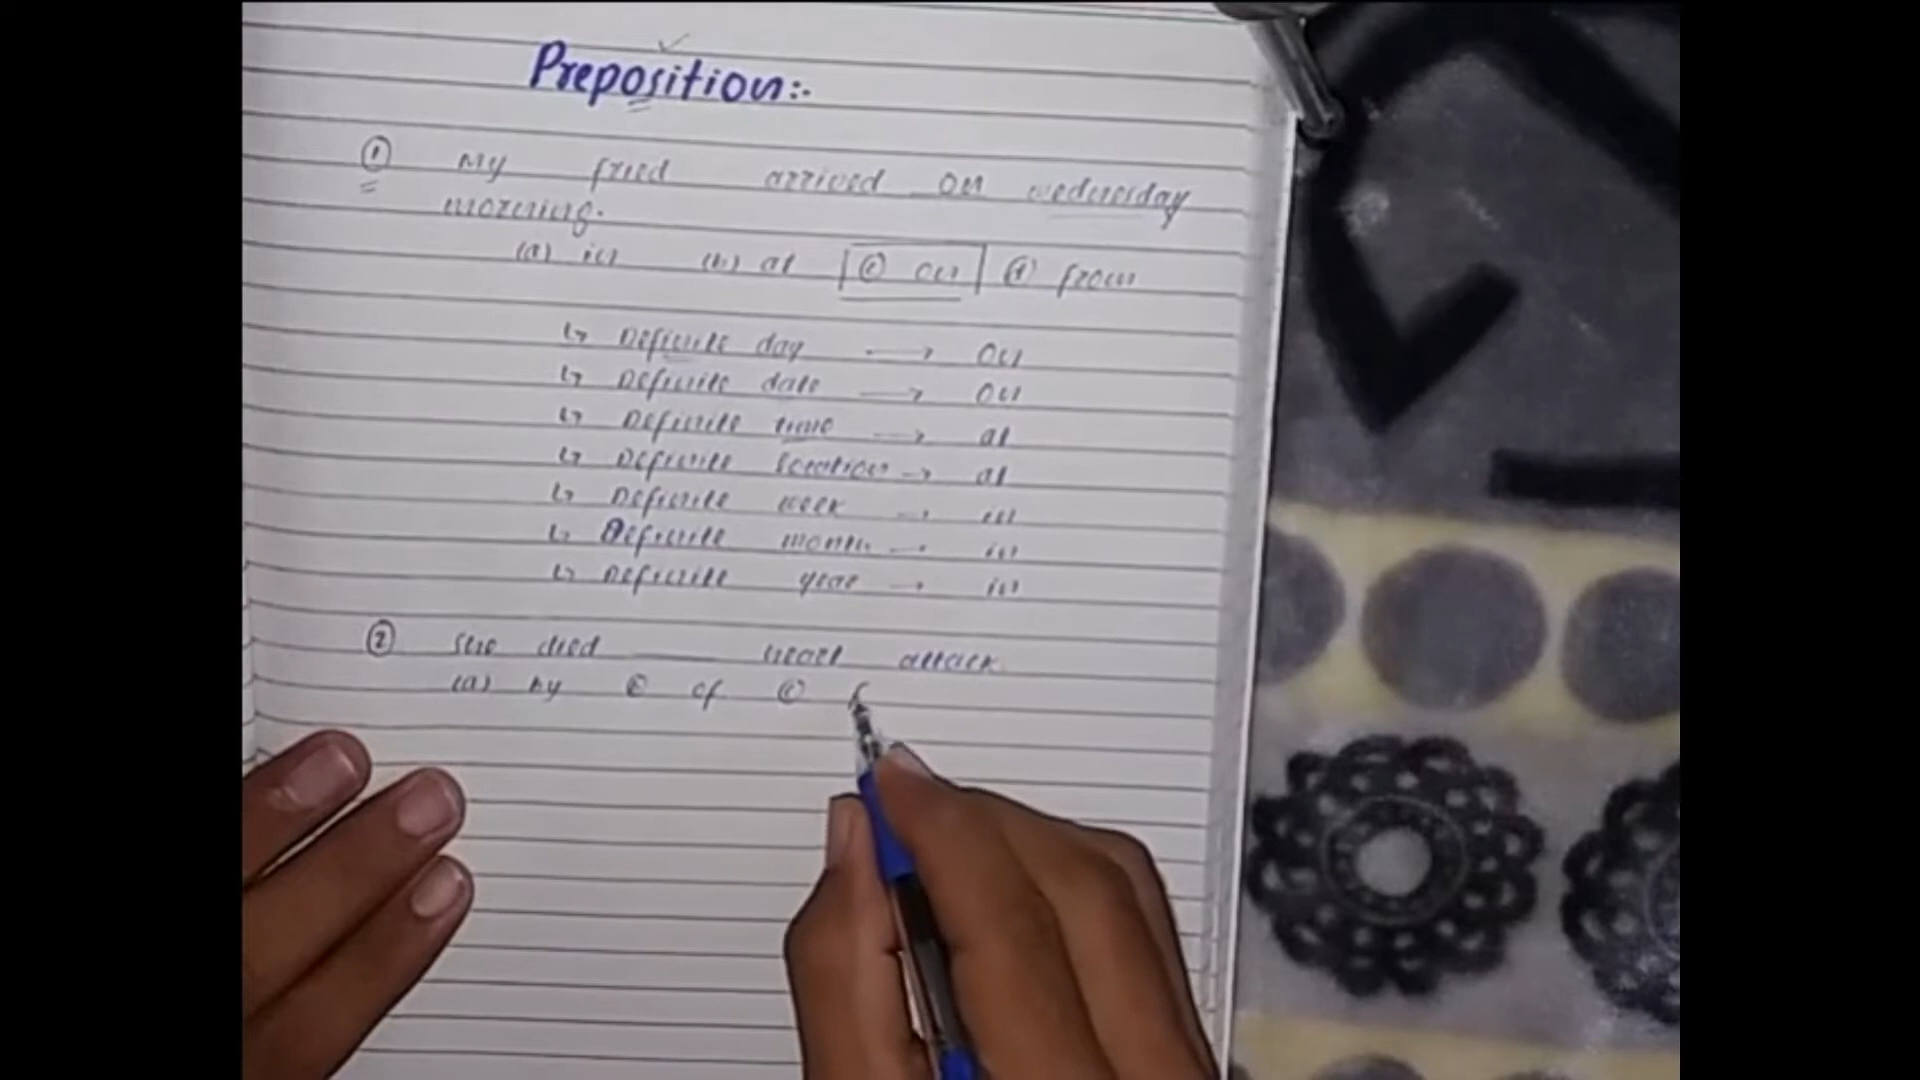 Preposition:-
① My fried arrived on wednesday
morning.
(a) in (b) at (c) on (d) from
↳ Definite day → on
↳ Definite date → on
↳ Definite time → at
↳ Definite location → at
↳ Definite week → in
↳ Definite month → in
↳ Definite year → in
② She died ____ heart attack.
(a) by of (c) f